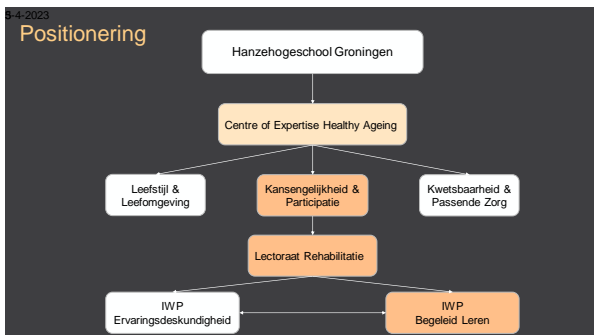 5-4-2023
Positionering
Hanzehogeschool Groningen
Centre of Expertise Healthy Ageing
Leefstijl &
Leefomgeving
Kansengelijkheid &
Participatie
Kwetsbaarheid &
Passende Zorg
Lectoraat Rehabilitatie
IWP
Ervaringsdeskundigheid
IWP
Begeleid Leren